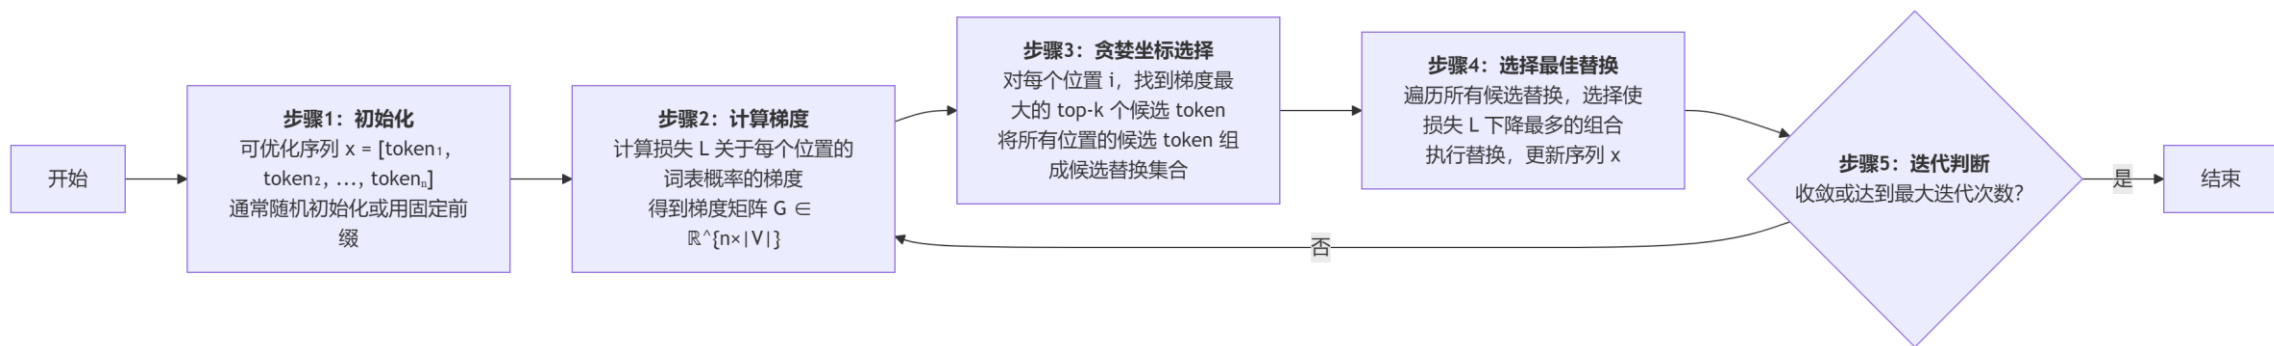 开始
步骤1：初始化
可优化序列 x = [token₁,
token₂, ..., tokenₙ]
通常随机初始化或用固定前
缀
步骤2：计算梯度
计算损失 L 关于每个位置的
词表概率的梯度
得到梯度矩阵 G ∈
ℝ^{n×|V|}
步骤3：贪婪坐标选择
对每个位置 i，找到梯度最
大的 top-k 个候选 token
将所有位置的候选 token 组
成候选替换集合
步骤4：选择最佳替换
遍历所有候选替换，选择使
损失 L 下降最多的组合
执行替换，更新序列 x
步骤5：迭代判断
收敛或达到最大迭代次数？
是
结束
否